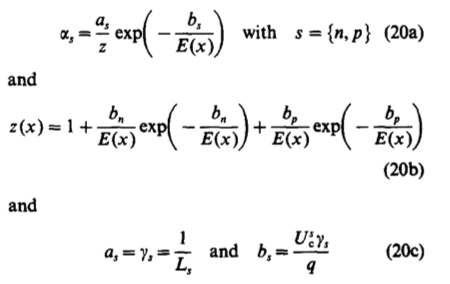 α_s = a_s/z exp(−b_s/E(x)) with s = {n, p} (20a)
and
z(x) = 1 + b_n/E(x) exp(−b_n/E(x)) + b_p/E(x) exp(−b_p/E(x))
(20b)
and
a_s = γ_s = 1/L_s and b_s = U_c^s γ_s/q (20c)